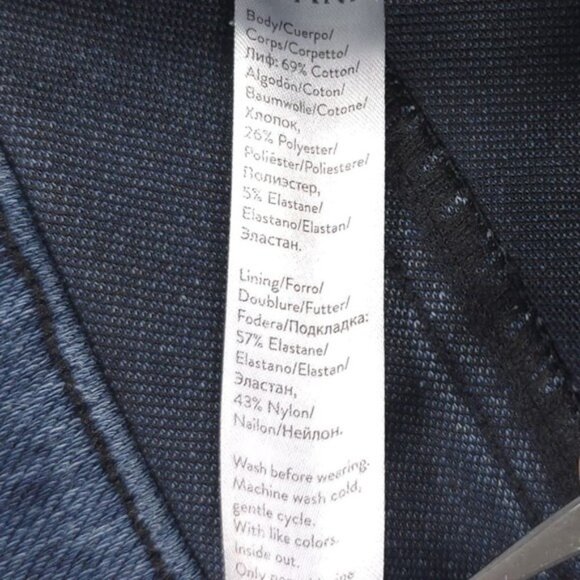 Body/Cuerpo/
Corps/Corpetto/
Лиф: 69% Cotton/
Algodón/Coton/
Baumwolle/Cotone/
Хлопок,
26% Polyester/
Poliéster/Poliestere/
Полиэстер,
5% Elastane/
Elastano/Elastan/
Эластан.
Lining/Forro/
Doublure/Futter/
Fodera/Подкладка:
57% Elastane/
Elastano/Elastan/
Эластан,
43% Nylon/
Nailon/Нейлон.
Wash before wearing.
Machine wash cold,
gentle cycle.
With like colors.
Inside out.
Only